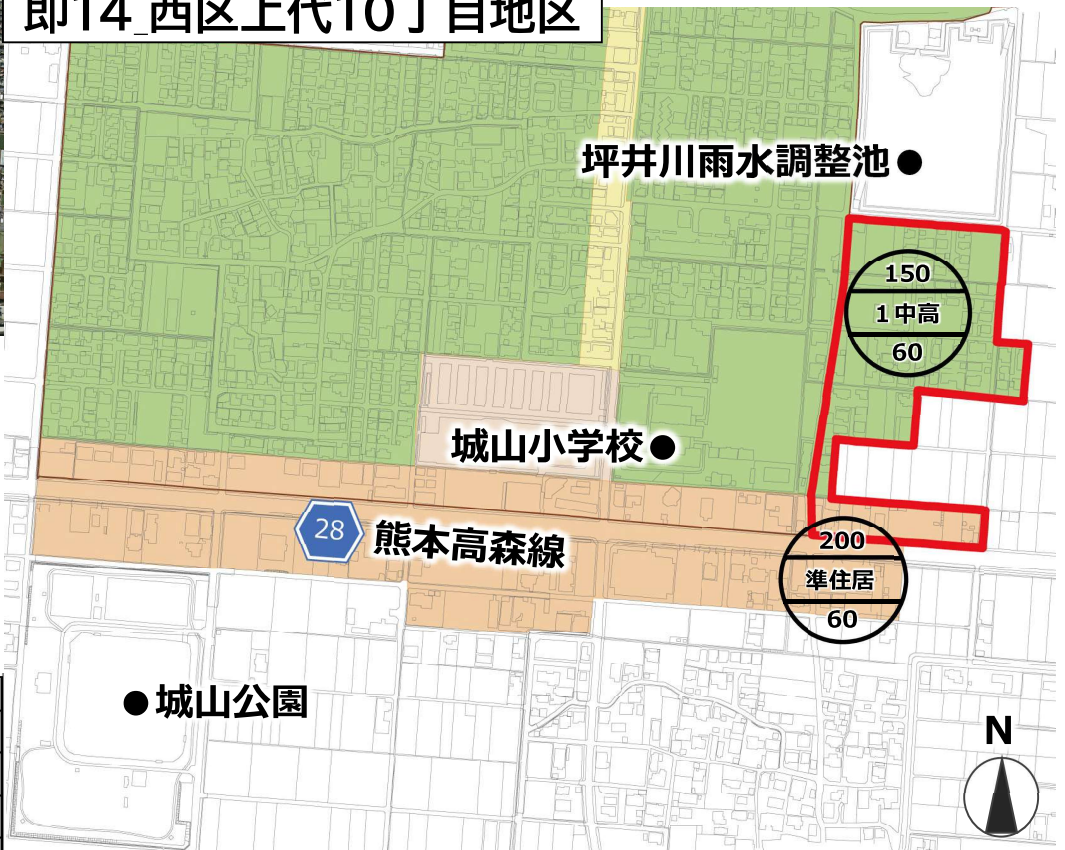 即14_西区上代10丁目地区
坪井川雨水調整池
150
1中高
60
城山小学校
28
熊本高森線
200
準住居
60
城山公園
N